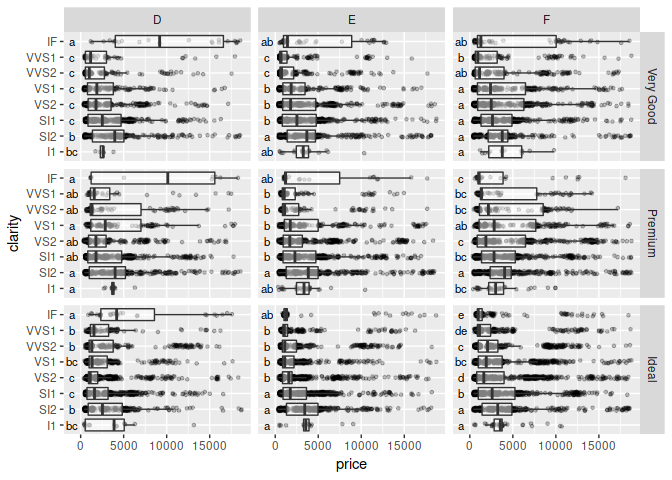 D E F
IF a ab ab
VVS1 c c b
VVS2 c c ab
VS1 c b a
VS2 c b a
SI1 c b a
SI2 b a a
I1 bc ab a
Very Good
IF a ab c
VVS1 ab b bc
VVS2 ab b bc
VS1 a b ab
VS2 ab b c
SI1 ab b bc
SI2 a a a
I1 a ab bc
Premium
IF a ab e
VVS1 b b de
VVS2 b b a
VS1 bc b bc
VS2 c b d
SI1 c a b
SI2 b a a
I1 bc a a
Ideal
clarity
0 5000 10000 15000 0 5000 10000 15000 0 5000 10000 15000
price